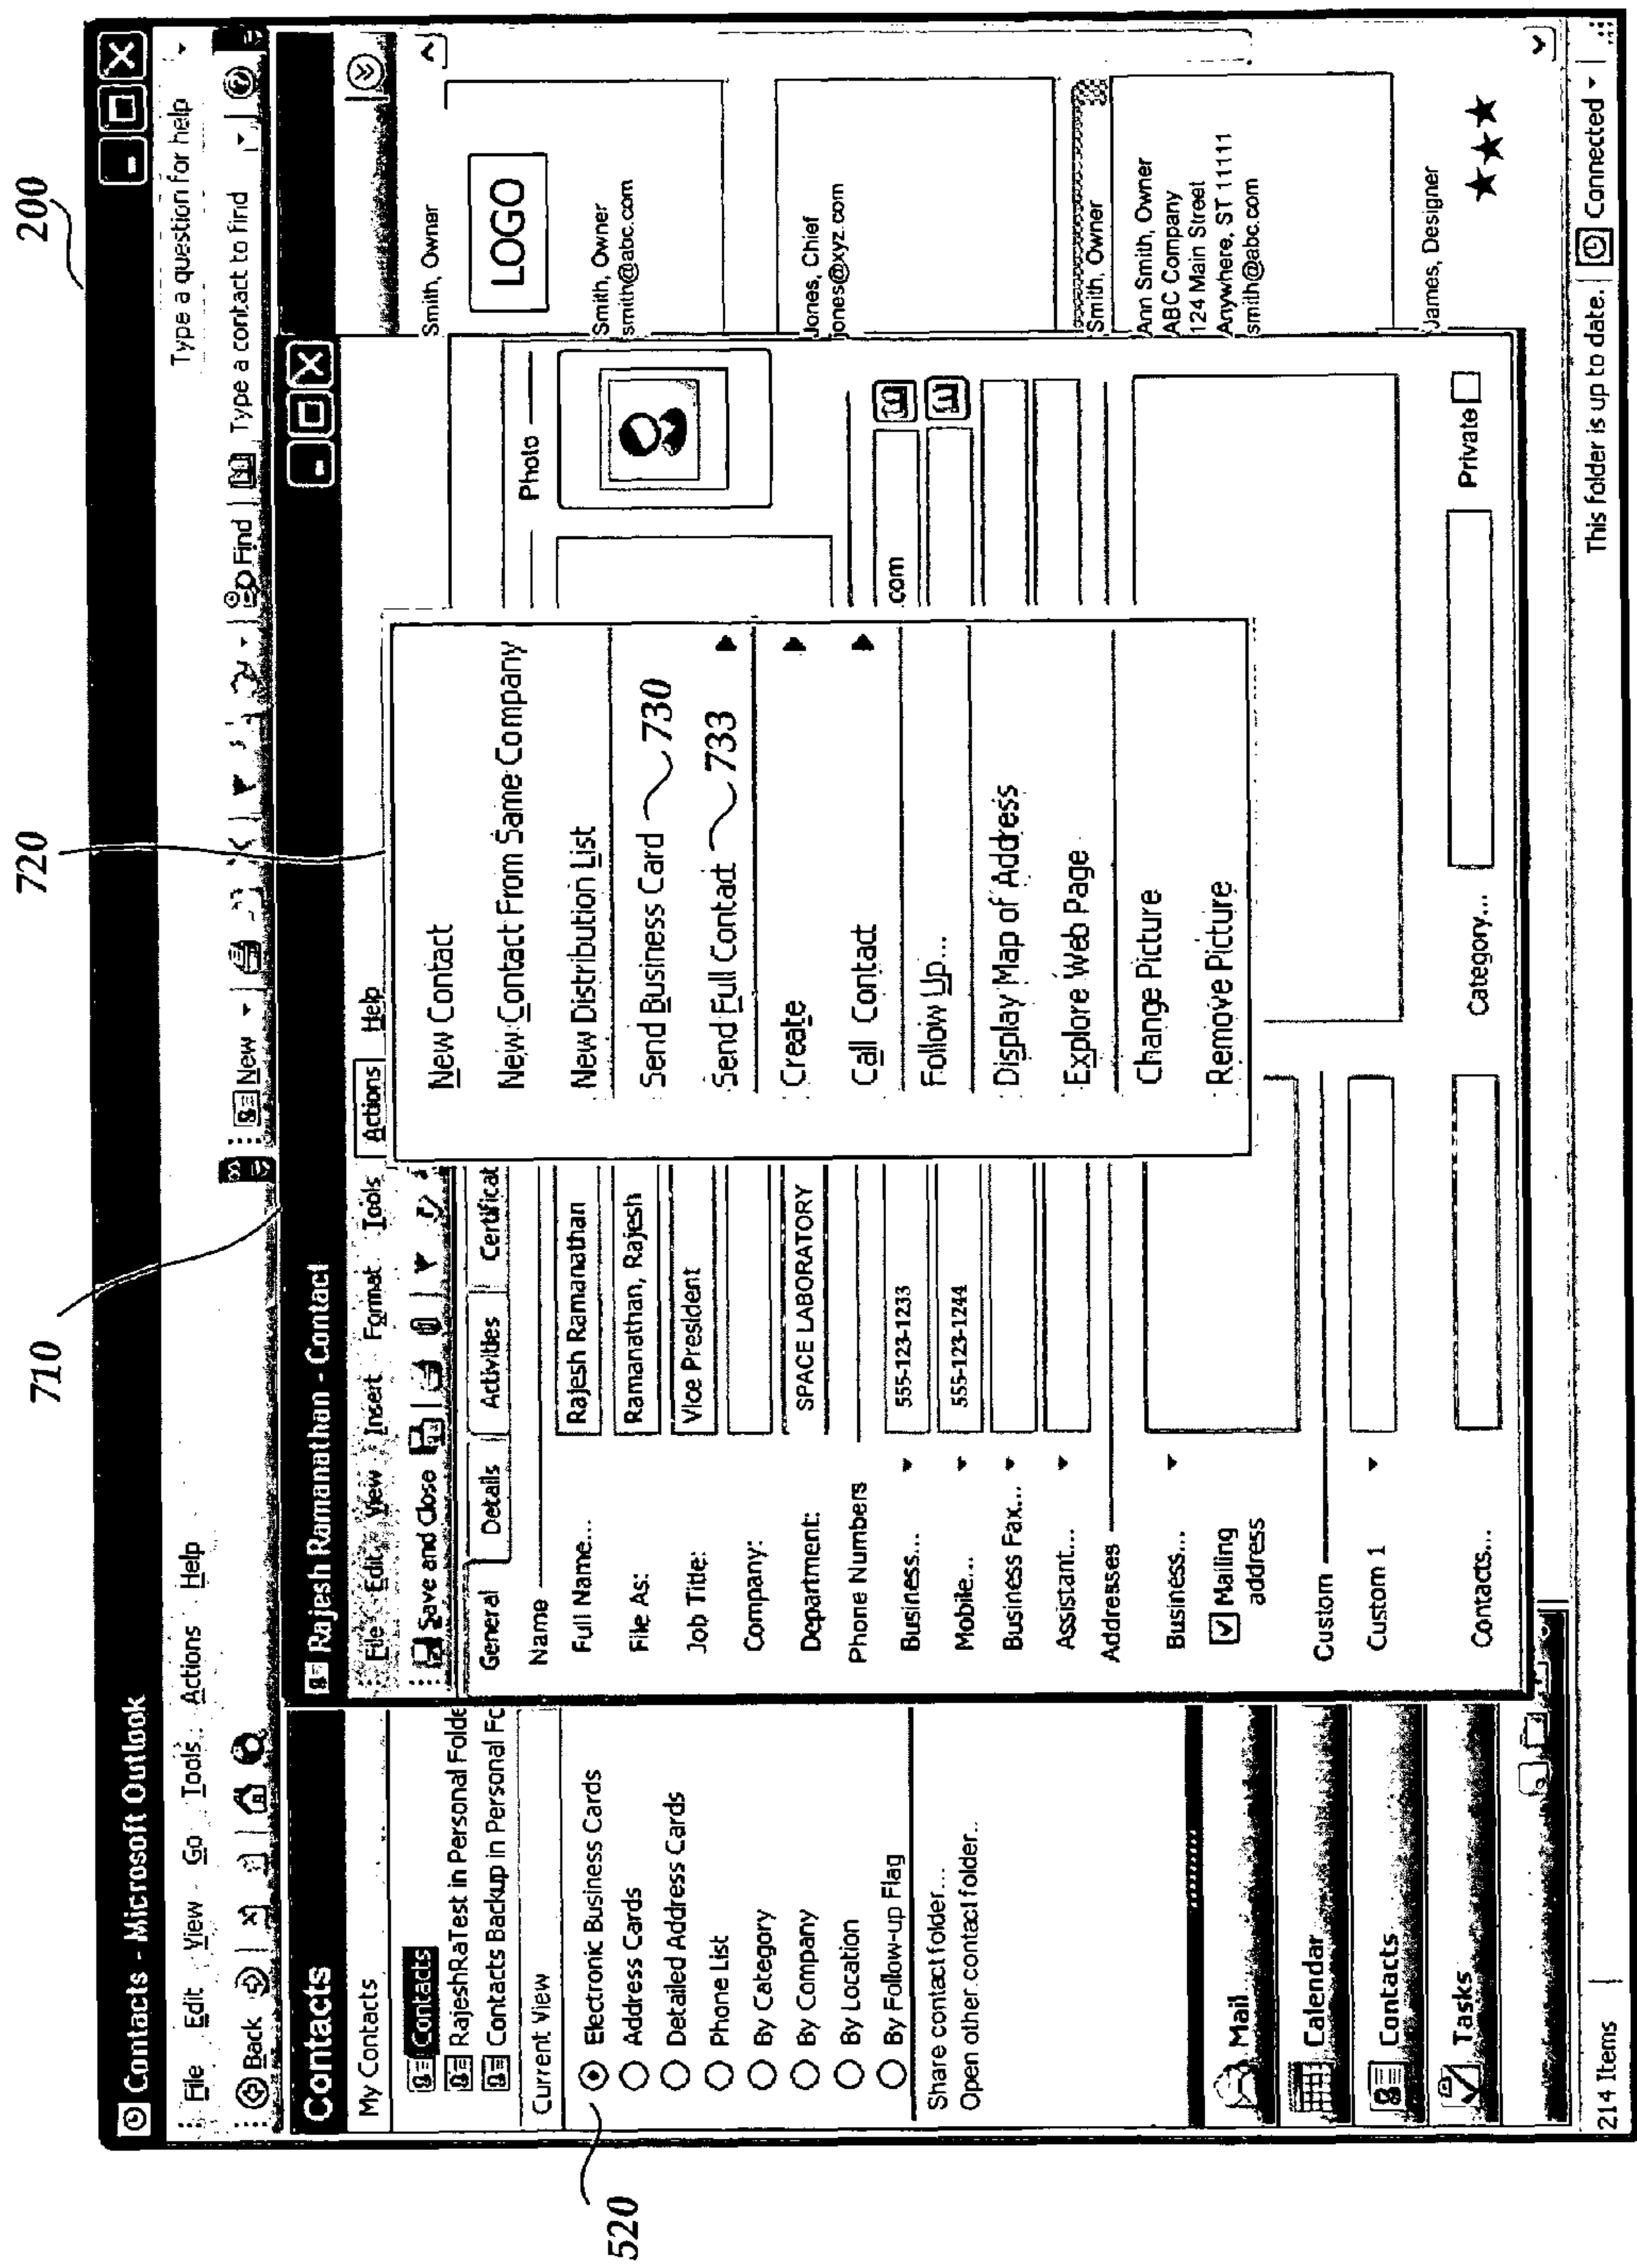 200
720
710
520
Contacts - Microsoft Outlook
File Edit View Go Tools Actions Help
Type a question for help
Back
New
Find
Type a contact to find
Contacts
My Contacts
Contacts
RajeshRaTest in Personal Folde
Contacts Backup in Personal Fc
Current View
Electronic Business Cards
Address Cards
Detailed Address Cards
Phone List
By Category
By Company
By Location
By Follow-up Flag
Share contact folder...
Open other contact folder...
Mail
Calendar
Contacts
Tasks
214 Items
Rajesh Ramanathan - Contact
File Edit View Insert Format Tools Actions Help
Save and Close
General Details Activities Certificat
Name
Full Name... Rajesh Ramanathan
File As: Ramanathan, Rajesh
Job Title: Vice President
Company:
Department: SPACE LABORATORY
Phone Numbers
Business... 555-123-1233
Mobile... 555-123-1244
Business Fax...
Assistant...
Addresses
Business...
Mailing
address
Custom
Custom 1
Contacts...
Category...
Private
Photo
com
New Contact
New Contact From Same Company
New Distribution List
Send Business Card 730
Send Full Contact 733
Create
Call Contact
Follow Up...
Display Map of Address
Explore Web Page
Change Picture
Remove Picture
Smith, Owner
LOGO
Smith, Owner
smith@abc.com
Jones, Chief
jones@xyz.com
Smith, Owner
Ann Smith, Owner
ABC Company
124 Main Street
Anywhere, ST 11111
smith@abc.com
James, Designer
This folder is up to date.
Connected